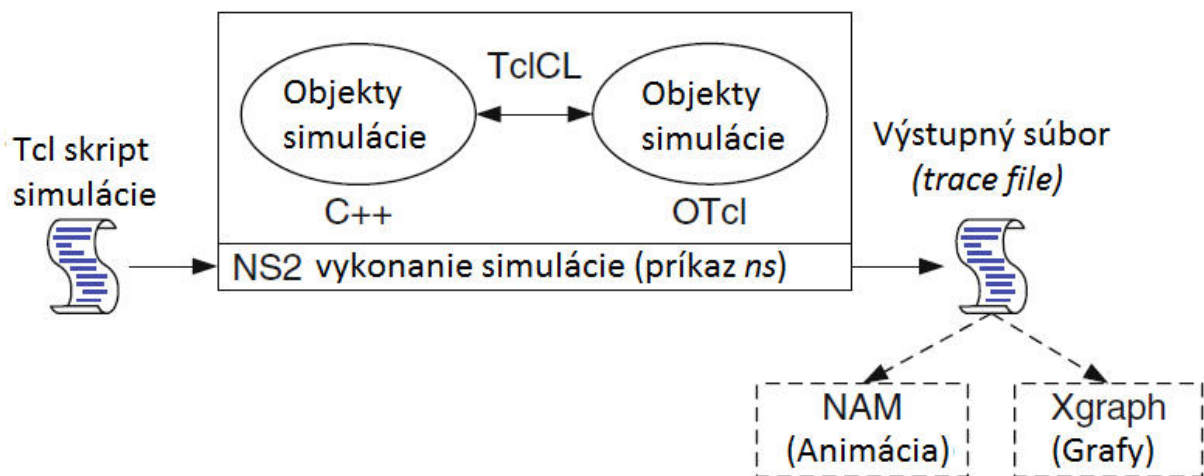 TclCL
Objekty
simulácie
Objekty
simulácie
C++
OTcl
Tcl skript
simulácie
NS2 vykonanie simulácie (príkaz ns)
Výstupný súbor
(trace file)
NAM
(Animácia)
Xgraph
(Grafy)